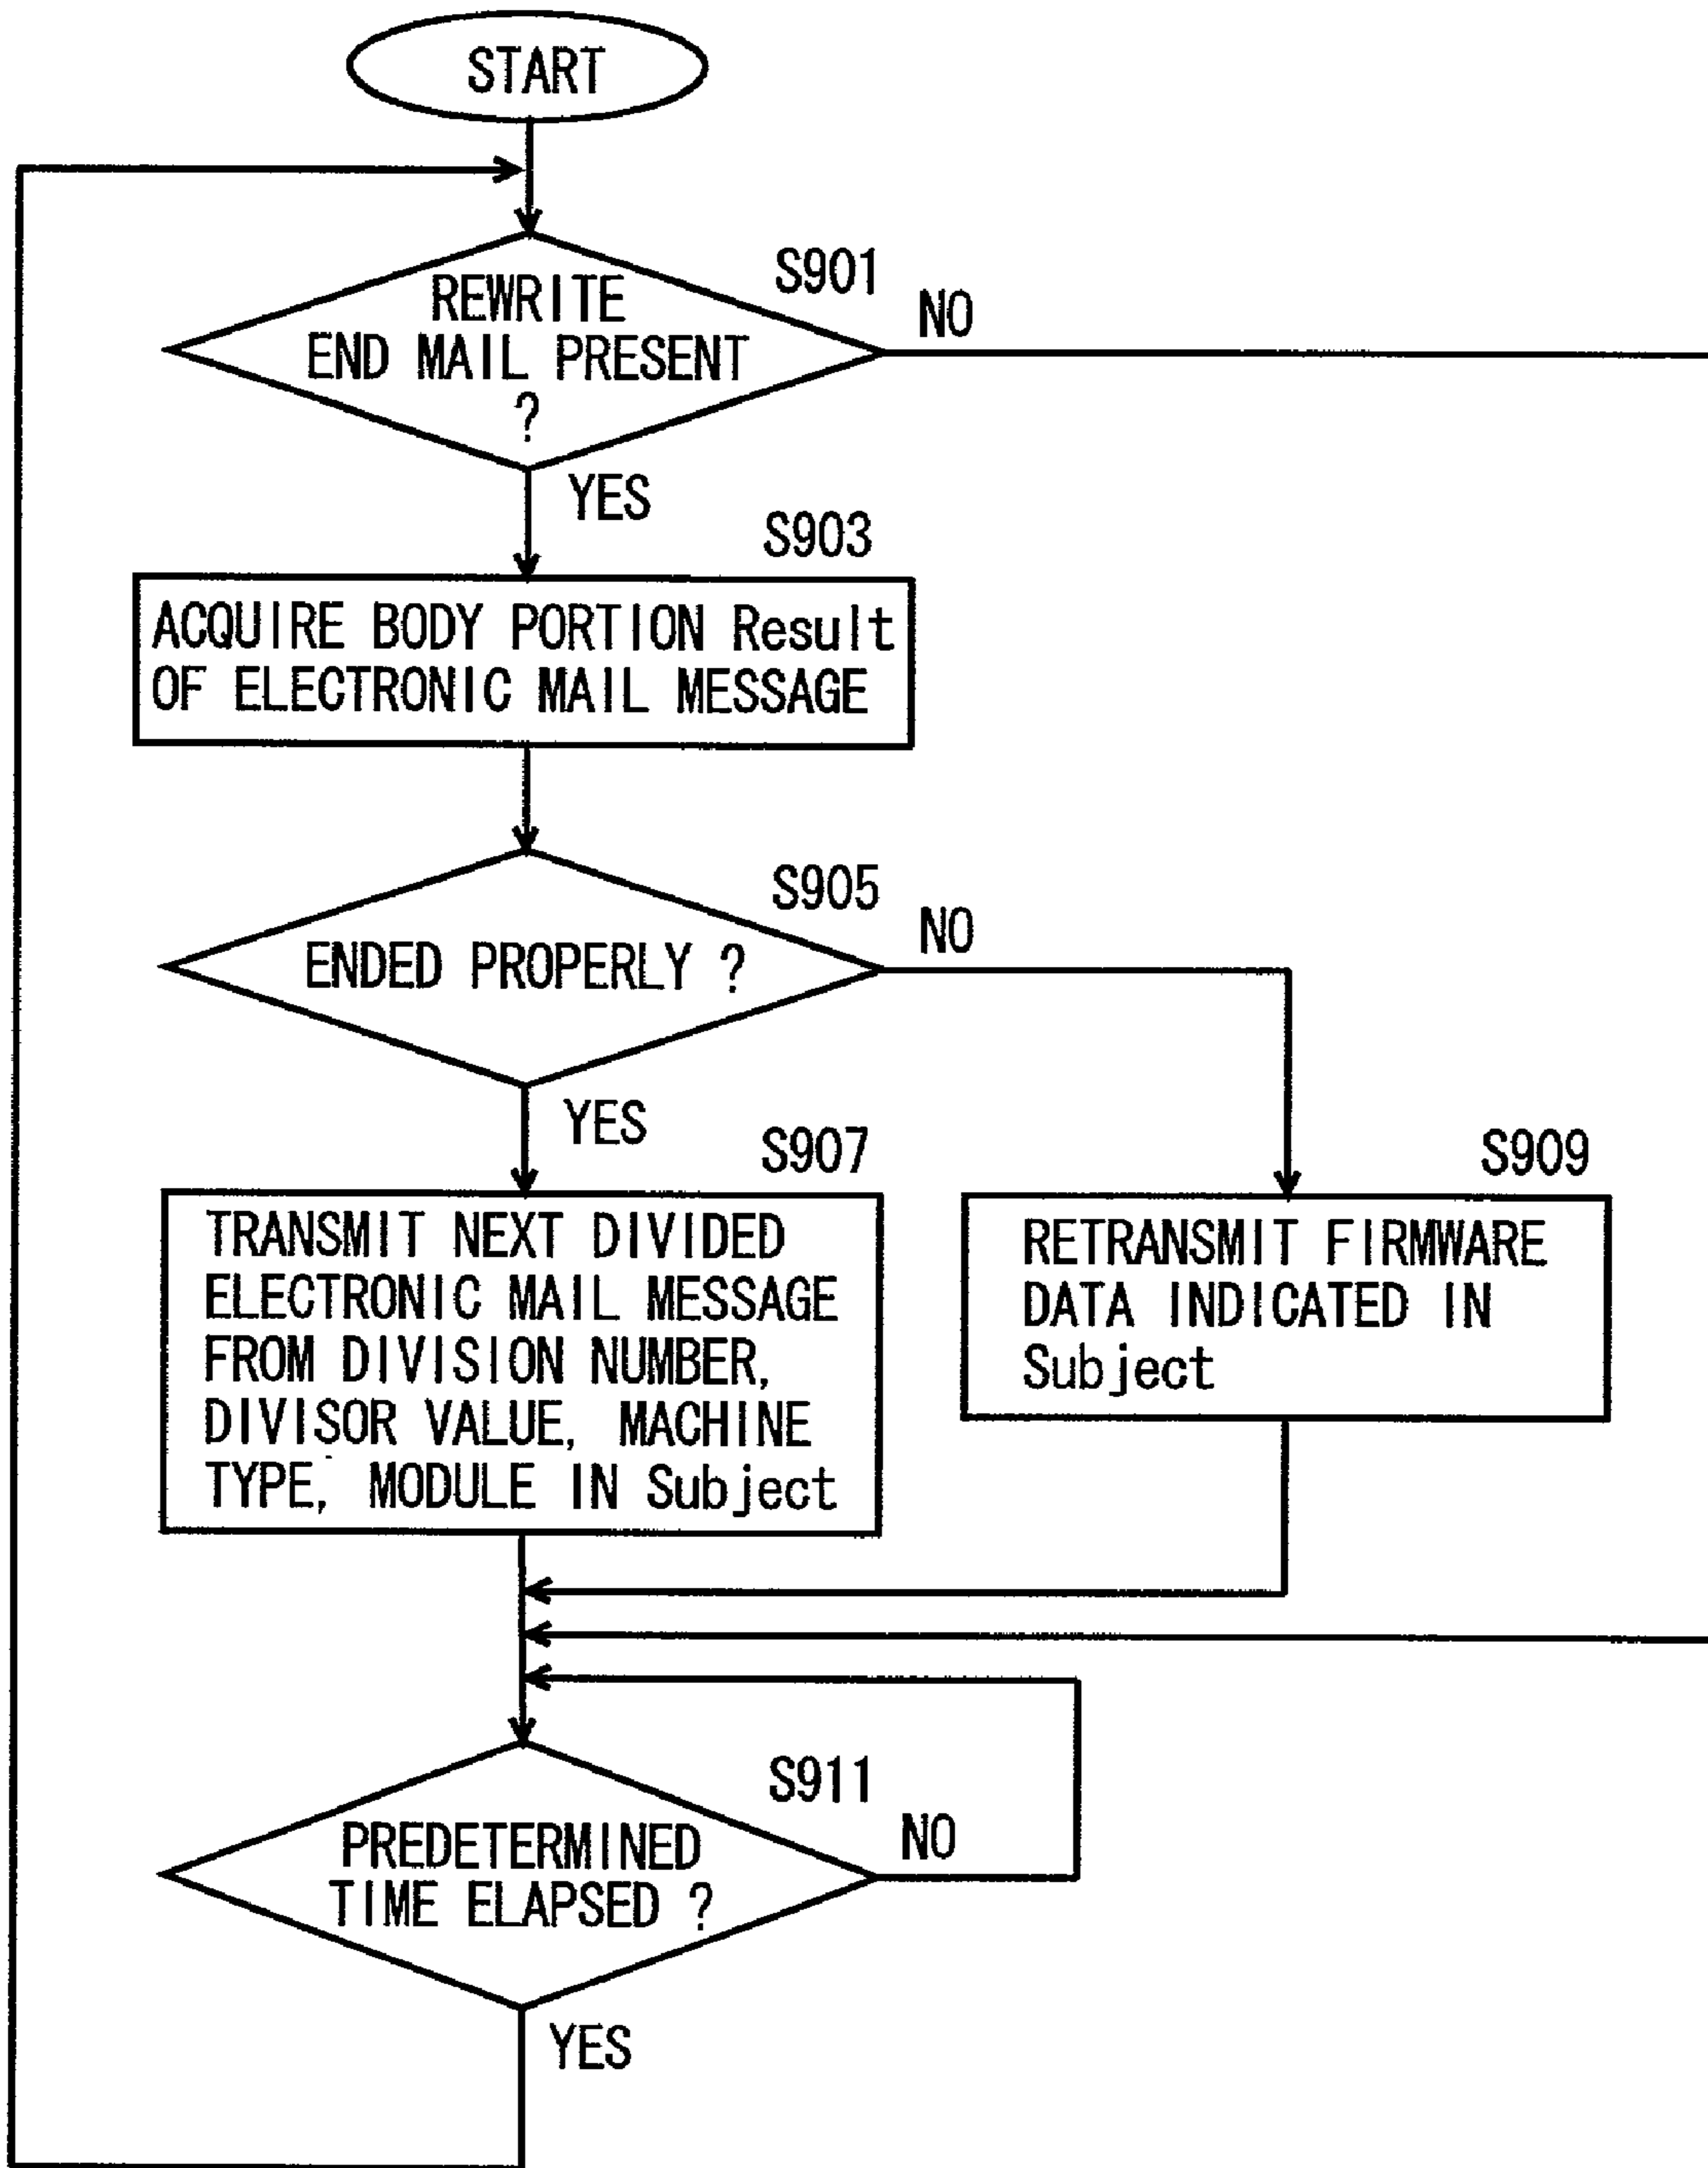 START
S901
REWRITE
END MAIL PRESENT
?
NO
YES
S903
ACQUIRE BODY PORTION Result
OF ELECTRONIC MAIL MESSAGE
S905
ENDED PROPERLY ?
NO
YES
S907
TRANSMIT NEXT DIVIDED
ELECTRONIC MAIL MESSAGE
FROM DIVISION NUMBER,
DIVISOR VALUE, MACHINE
TYPE, MODULE IN Subject
S909
RETRANSMIT FIRMWARE
DATA INDICATED IN
Subject
S911
PREDETERMINED
TIME ELAPSED ?
NO
YES